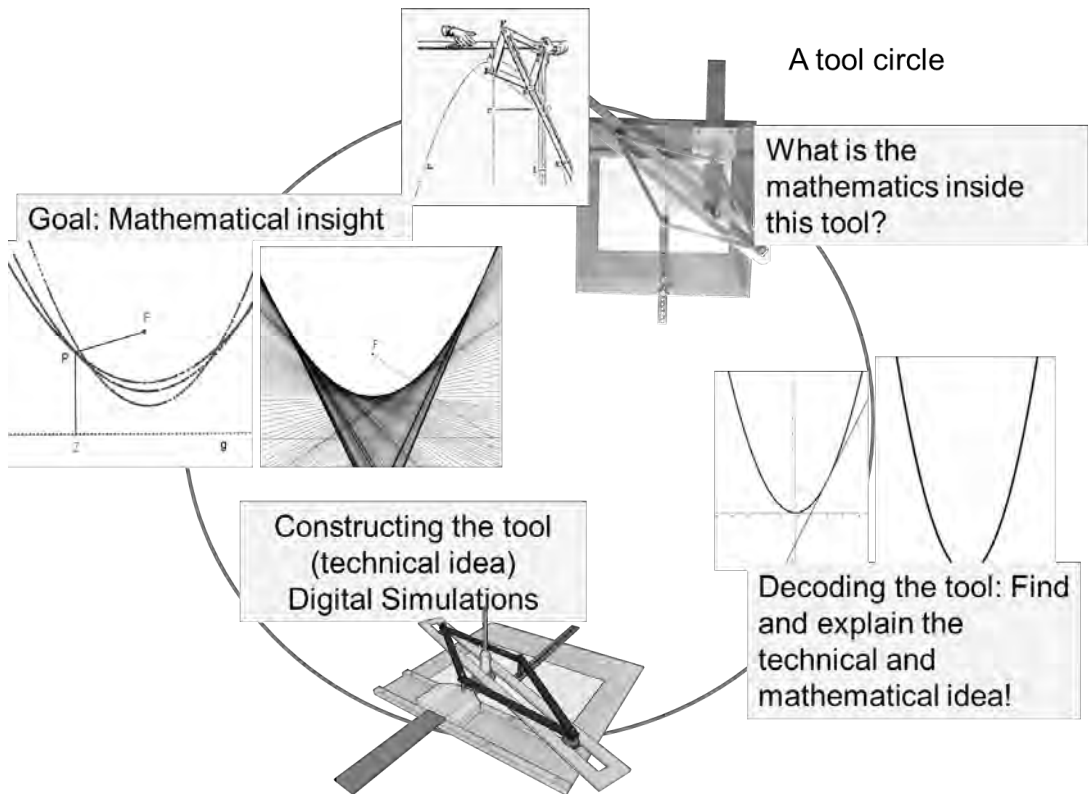 A tool circle
What is the
mathematics inside
this tool?
Goal: Mathematical insight
F
P
Z
g
F
Constructing the tool
(technical idea)
Digital Simulations
Decoding the tool: Find
and explain the
technical and
mathematical idea!